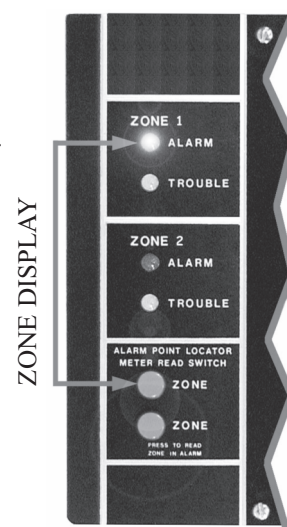 ZONE DISPLAY
ZONE 1
ALARM
TROUBLE
ZONE 2
ALARM
TROUBLE
ALARM POINT LOCATOR
METER READ SWITCH
ZONE
ZONE
PRESS TO READ
ZONE IN ALARM